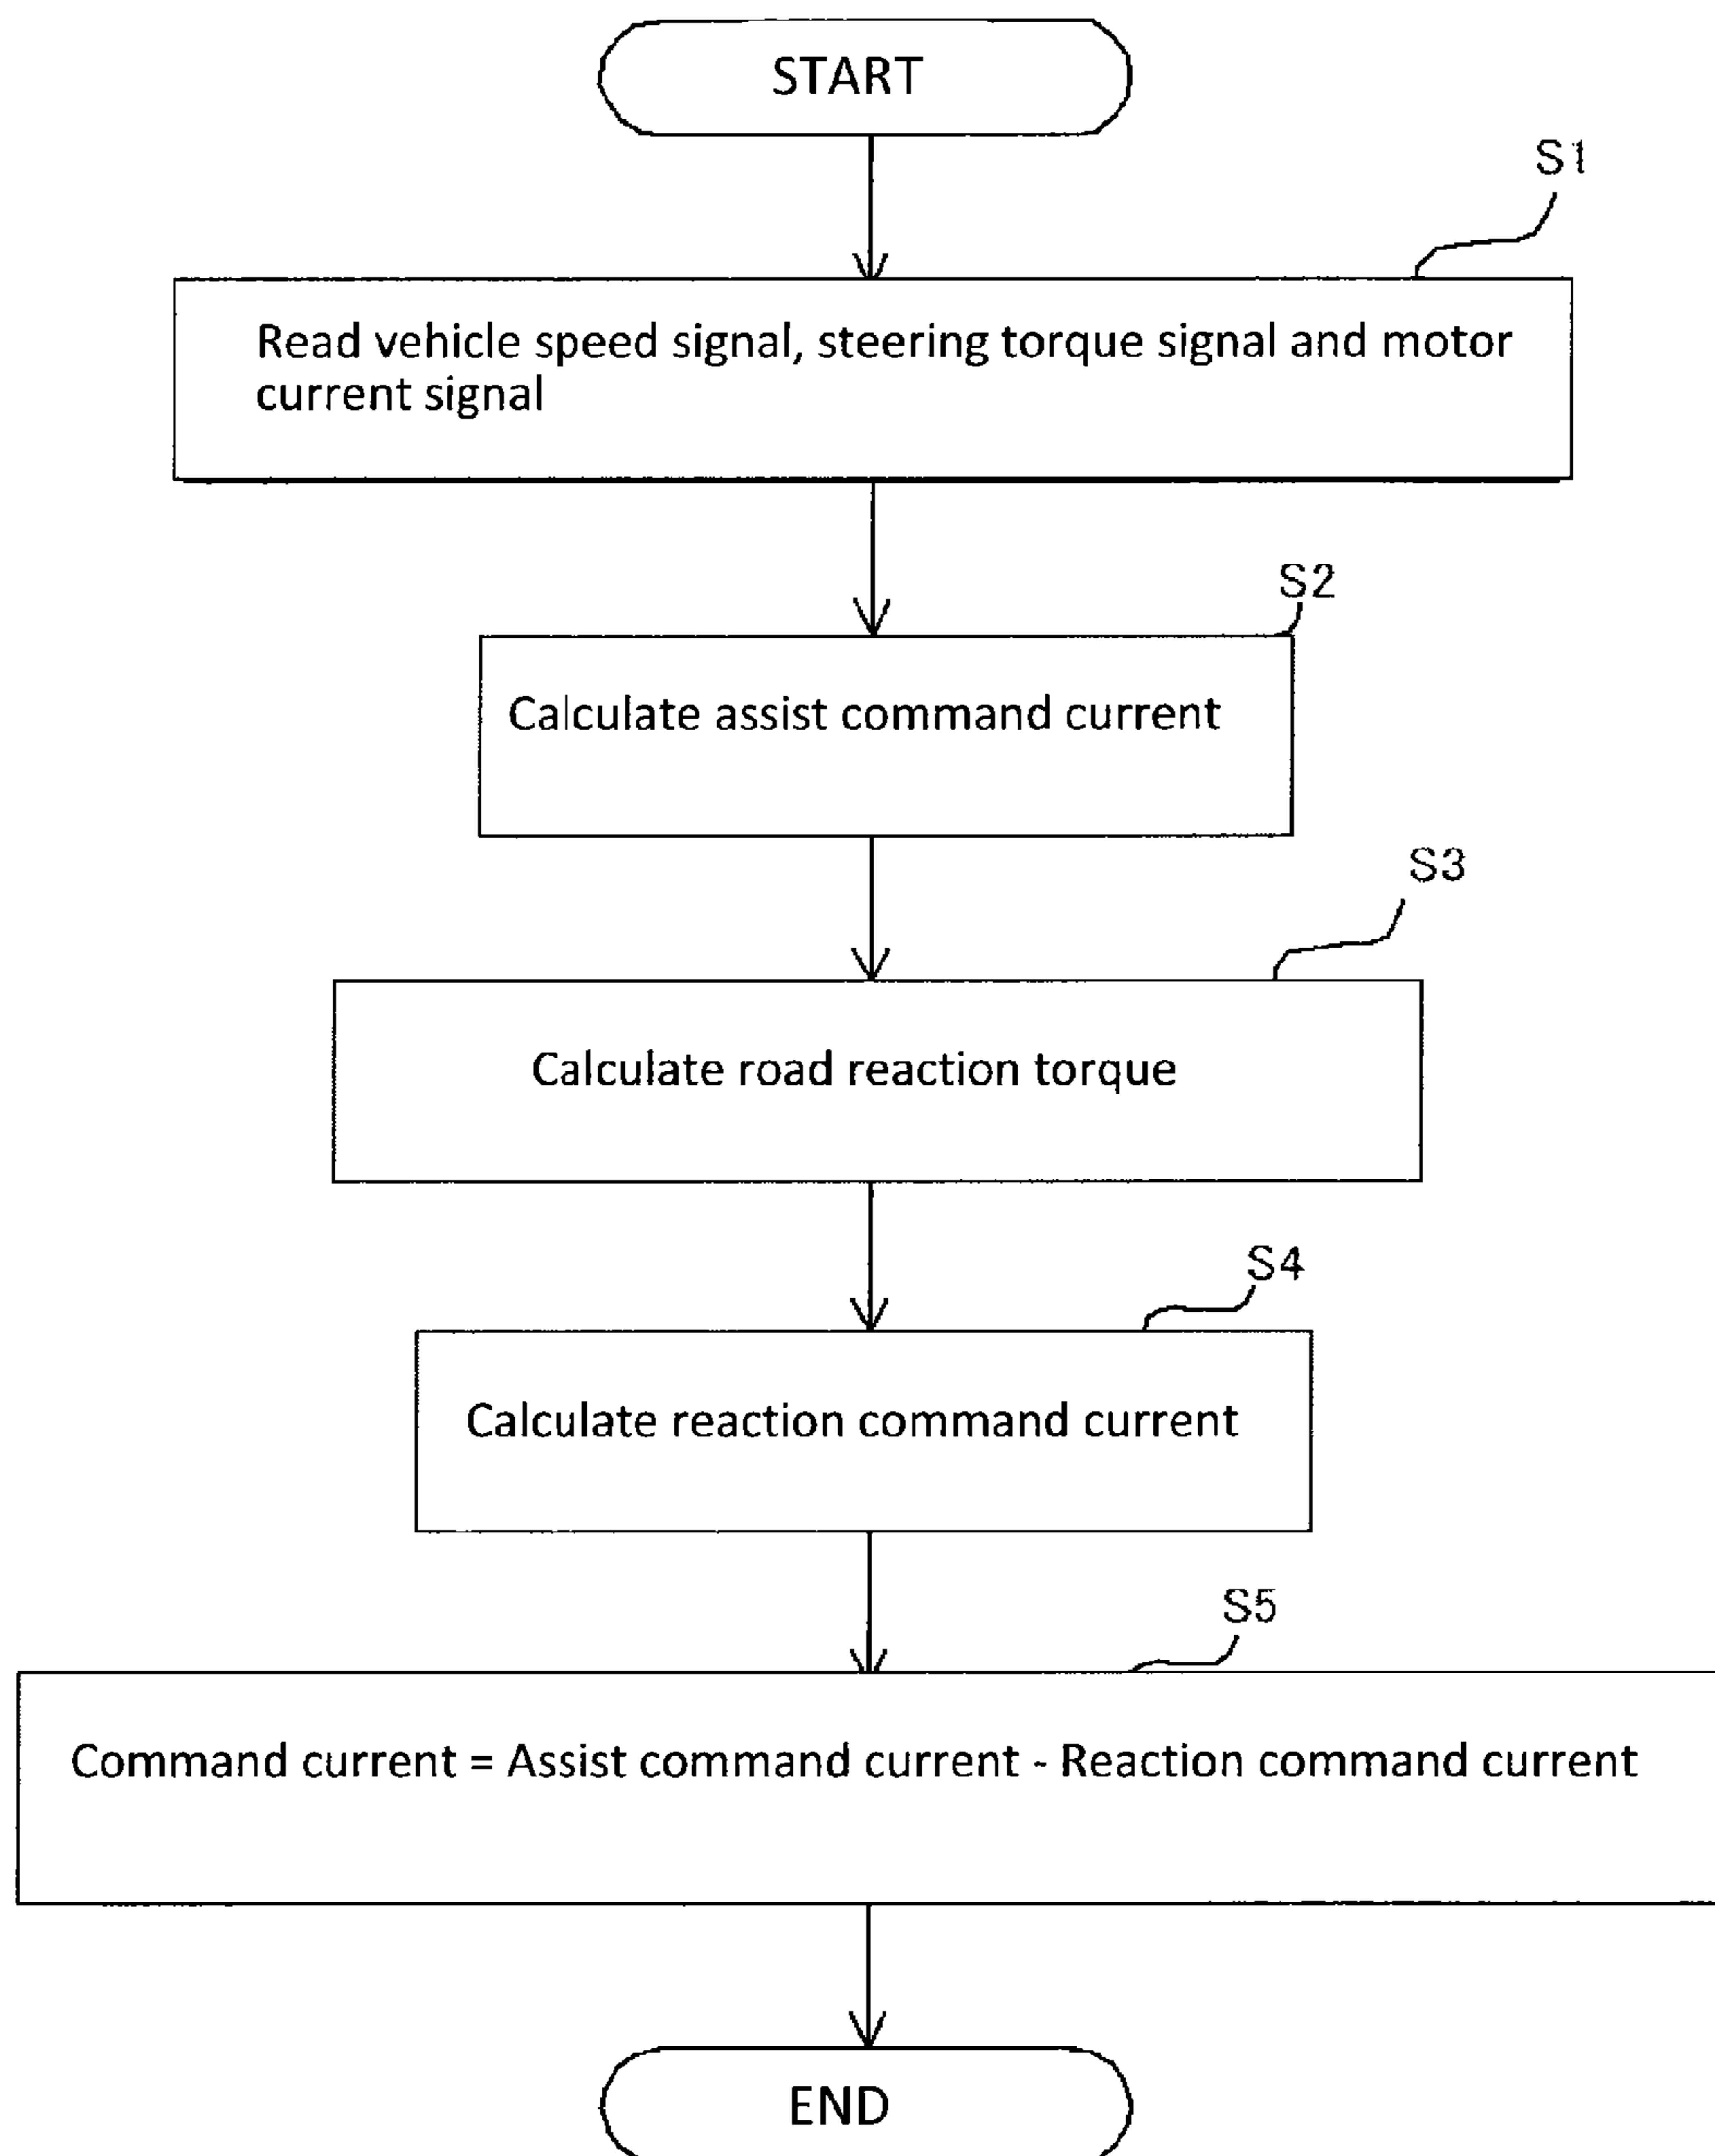 START
S1
Read vehicle speed signal, steering torque signal and motor
current signal
S2
Calculate assist command current
S3
Calculate road reaction torque
S4
Calculate reaction command current
S5
Command current = Assist command current - Reaction command current
END